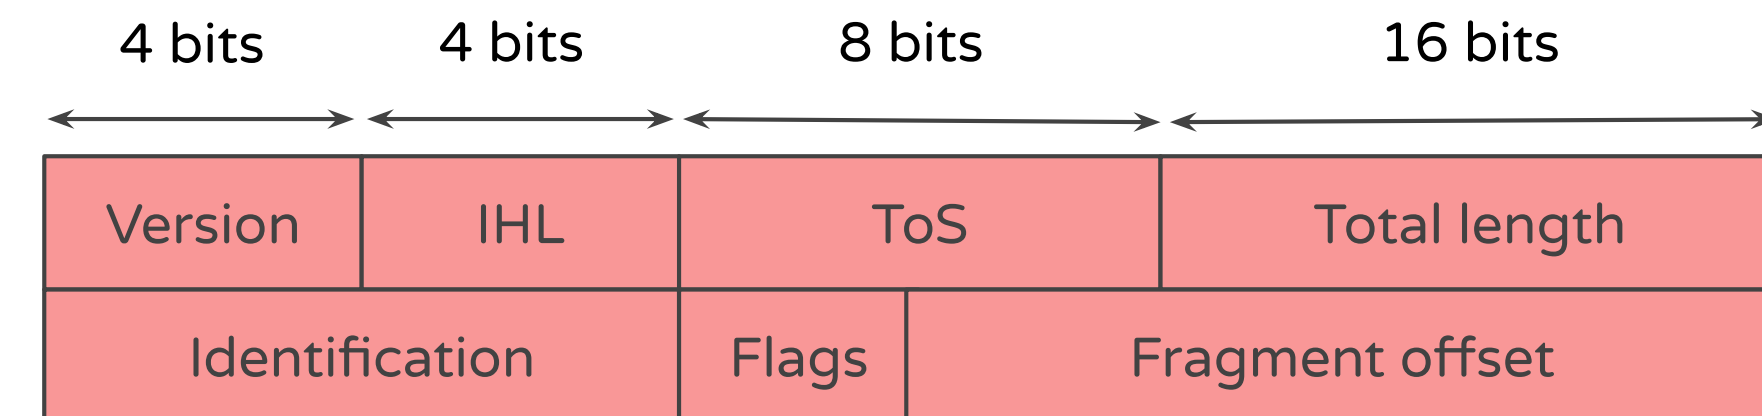 4 bits 4 bits 8 bits 16 bits
Version IHL ToS Total length
Identification Flags Fragment offset